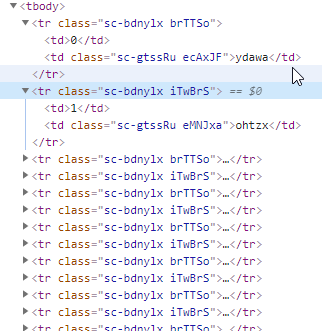 ▼<tbody>
▼<tr class="sc-bdnylx brTTSo">
<td>0</td>
<td class="sc-gtssRu ecAxJF">ydawa</td>
</tr>
▼<tr class="sc-bdnylx iTwBrS"> == $0
<td>1</td>
<td class="sc-gtssRu eMNJxa">ohtzx</td>
</tr>
▶<tr class="sc-bdnylx brTTSo">…</tr>
▶<tr class="sc-bdnylx iTwBrS">…</tr>
▶<tr class="sc-bdnylx brTTSo">…</tr>
▶<tr class="sc-bdnylx iTwBrS">…</tr>
▶<tr class="sc-bdnylx brTTSo">…</tr>
▶<tr class="sc-bdnylx iTwBrS">…</tr>
▶<tr class="sc-bdnylx brTTSo">…</tr>
▶<tr class="sc-bdnylx iTwBrS">…</tr>
▶<tr class="sc-bdnylx brTTSo">…</tr>
▶<tr class="sc-bdnylx iTwBrS">…</tr>
▶<tr class="sc-bdnylx brTTSo">…</tr>